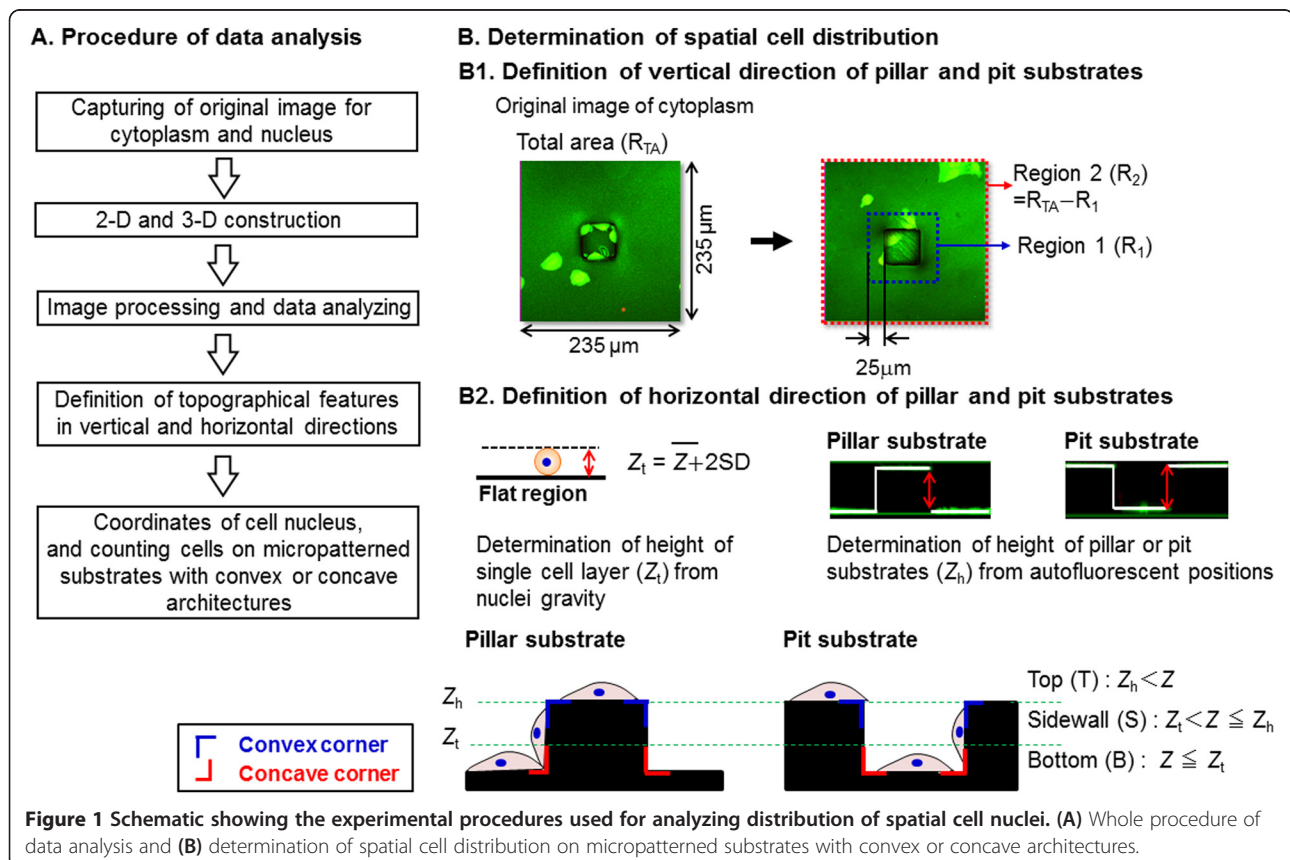 A. Procedure of data analysis
Capturing of original image for
cytoplasm and nucleus
2-D and 3-D construction
Image processing and data analyzing
Definition of topographical features
in vertical and horizontal directions
Coordinates of cell nucleus,
and counting cells on micropatterned
substrates with convex or concave
architectures
B. Determination of spatial cell distribution
B1. Definition of vertical direction of pillar and pit substrates
Original image of cytoplasm
Total area (R_TA)
235 μm
235 μm
Region 2 (R₂)
=R_TA−R₁
Region 1 (R₁)
25μm
B2. Definition of horizontal direction of pillar and pit substrates
Z_t = Z̅+2SD
Flat region
Determination of height of
single cell layer (Z_t) from
nuclei gravity
Pillar substrate
Pit substrate
Determination of height of pillar or pit
substrates (Z_h) from autofluorescent positions
Pillar substrate
Pit substrate
Z_h
Z_t
Top (T) : Z_h<Z
Sidewall (S) : Z_t<Z ≦ Z_h
Bottom (B) : Z ≦ Z_t
Convex corner
Concave corner
Figure 1 Schematic showing the experimental procedures used for analyzing distribution of spatial cell nuclei. (A) Whole procedure of
data analysis and (B) determination of spatial cell distribution on micropatterned substrates with convex or concave architectures.